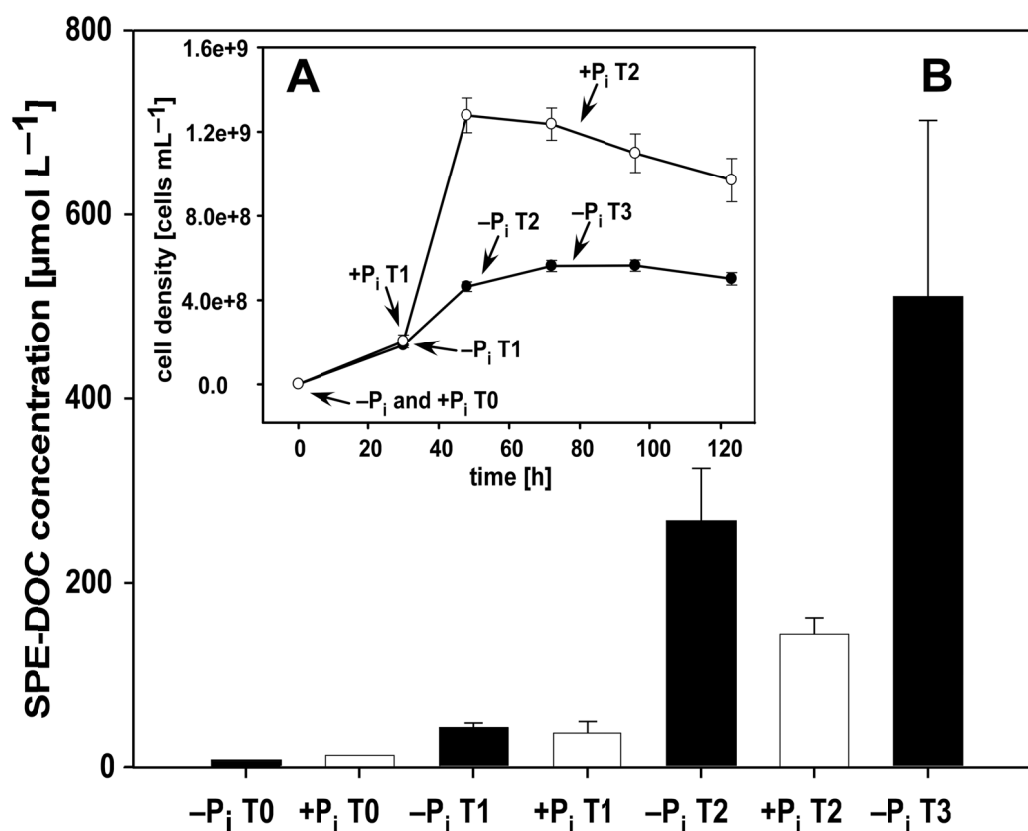 SPE-DOC concentration [µmol L–1]
800
600
400
200
0
A
B
cell density [cells mL–1]
1.6e+9
1.2e+9
8.0e+8
4.0e+8
0.0
+Pi T2
–Pi T2
–Pi T3
+Pi T1
–Pi T1
–Pi and +Pi T0
0 20 40 60 80 100 120
time [h]
–Pi T0 +Pi T0 –Pi T1 +Pi T1 –Pi T2 +Pi T2 –Pi T3